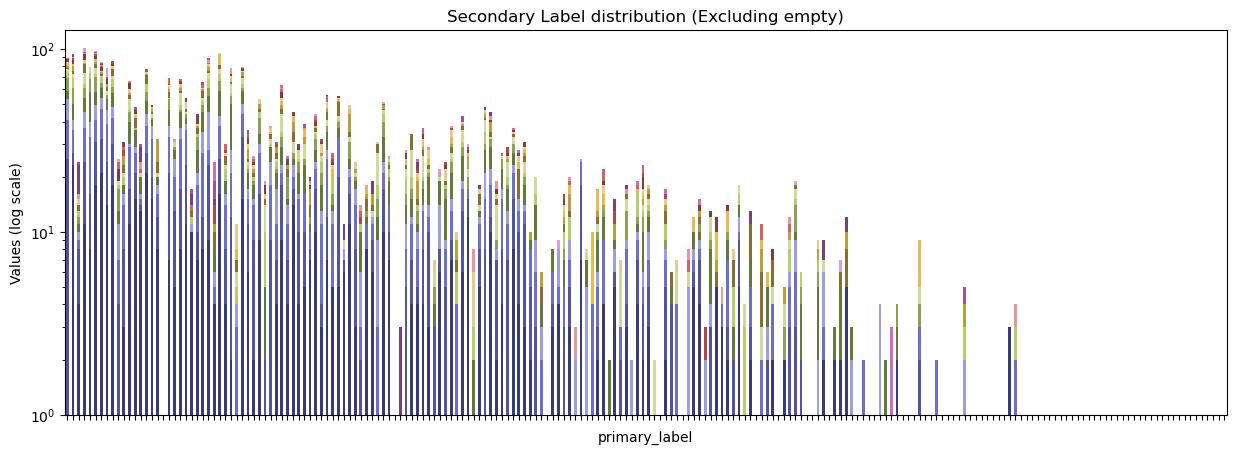 Secondary Label distribution (Excluding empty)
Values (log scale)
10²
10¹
10⁰
primary_label